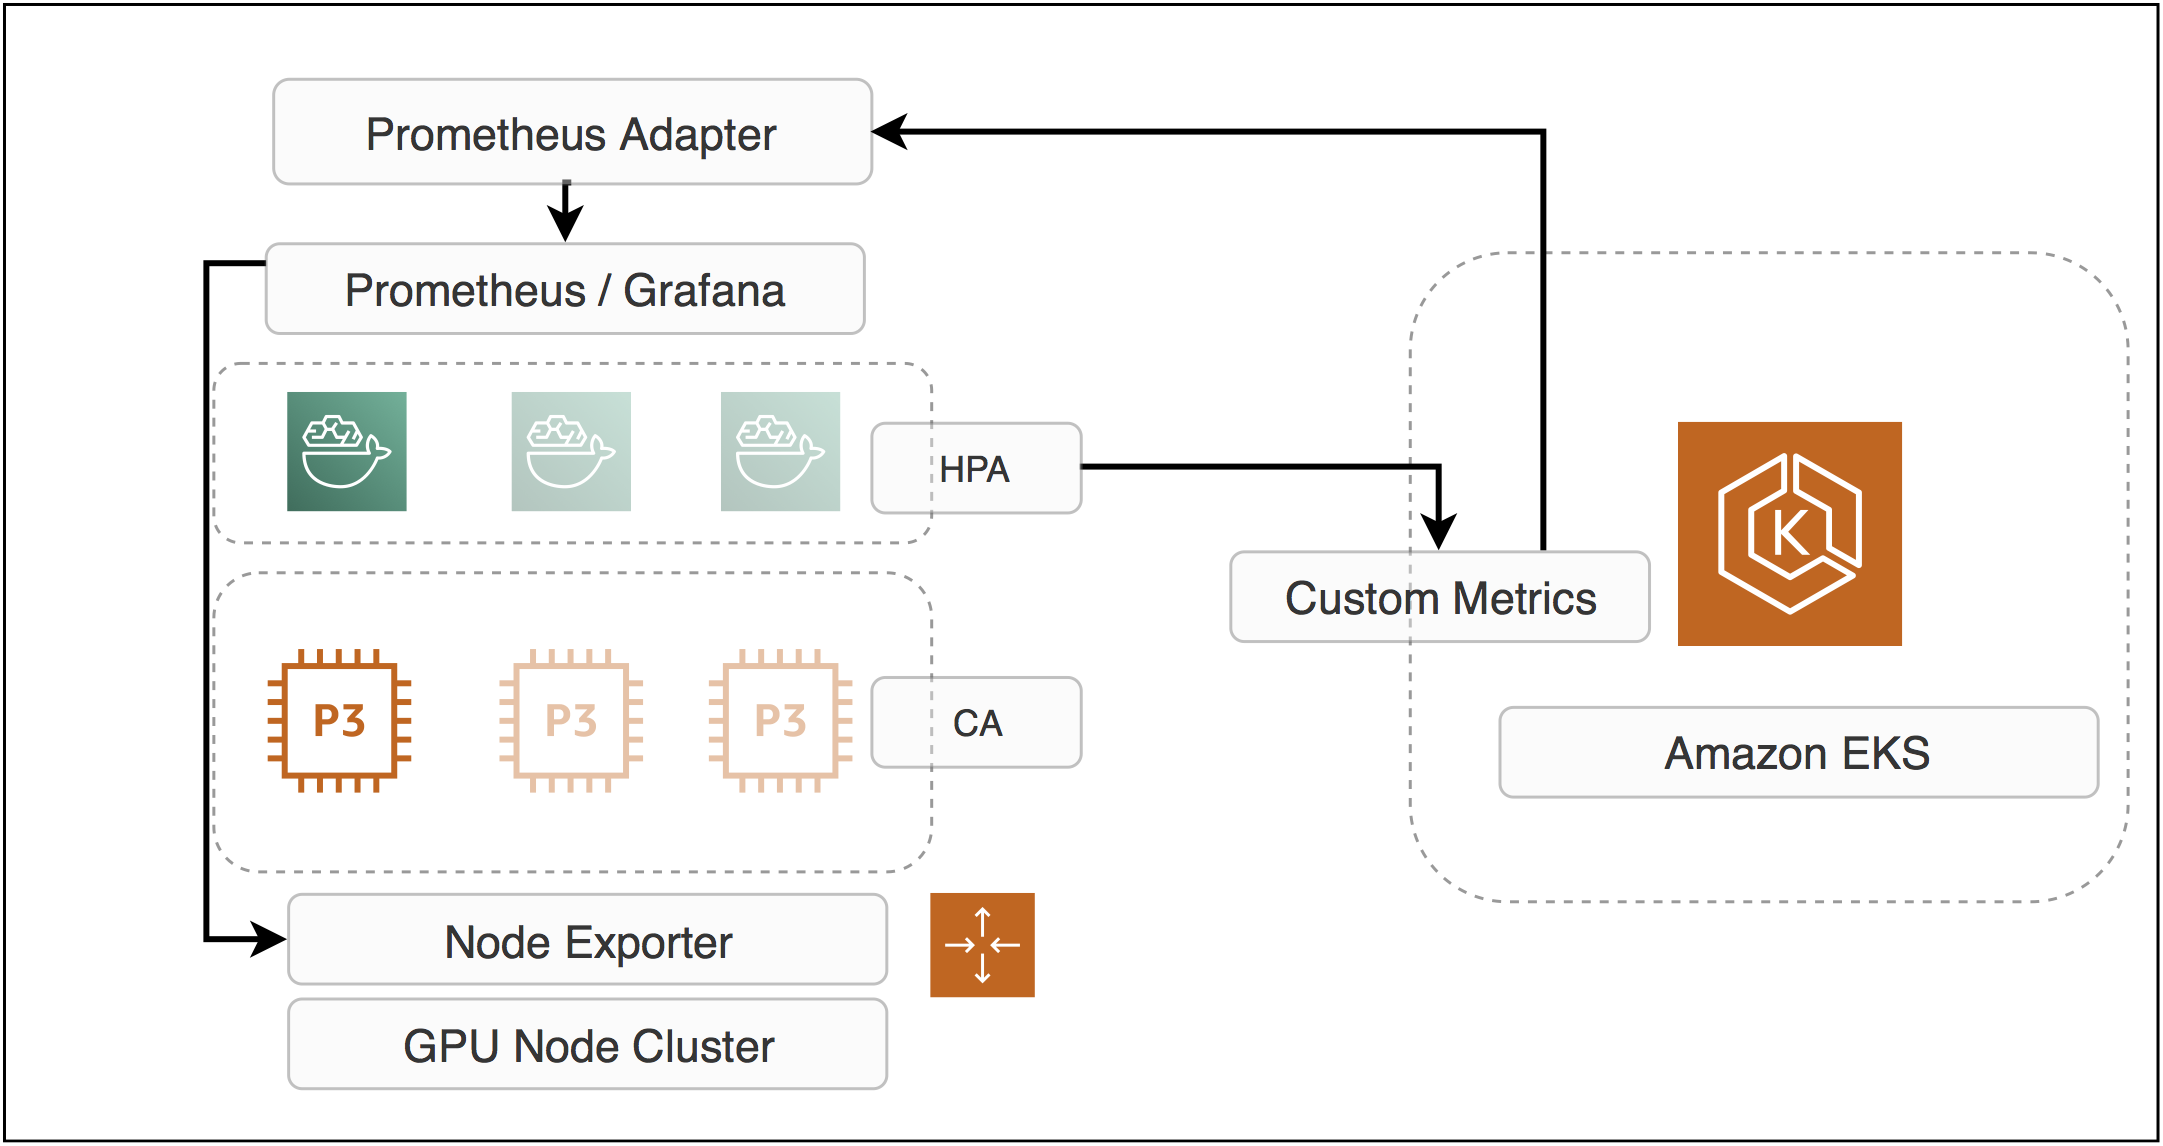 Prometheus Adapter
Prometheus / Grafana
HPA
K
Custom Metrics
P3
P3
P3
CA
Amazon EKS
Node Exporter
GPU Node Cluster